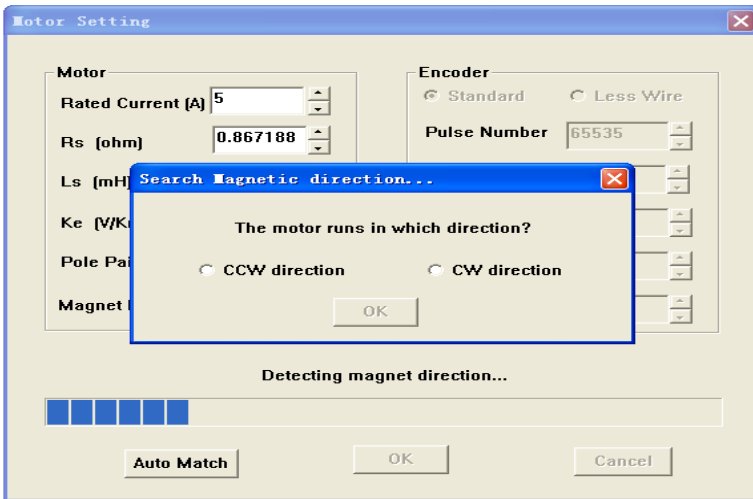 Motor Setting
Motor
Encoder
Rated Current (A) 5
Standard Less Wire
Rs (ohm) 0.867188
Pulse Number 65535
Ls (mH)
Search Magnetic direction...
Ke
Pole
The motor runs in which direction?
CCW direction CW direction
Magnet
OK
Detecting magnet direction...
Auto Match OK Cancel